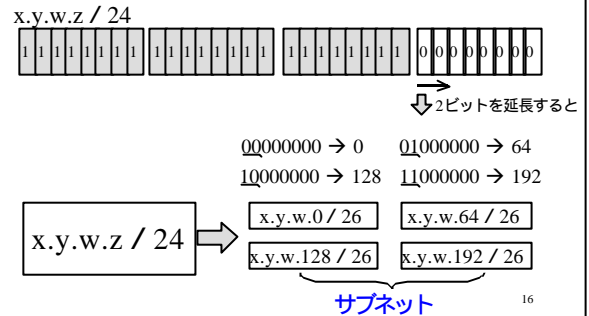 x.y.w.z / 24
1 1 1 1 1 1 1 1 1 1 1 1 1 1 1 1 1 1 1 1 1 1 1 1 0 0 0 0 0 0 0 0
2ビットを延長すると
00000000 → 0 01000000 → 64
10000000 → 128 11000000 → 192
x.y.w.z / 24
x.y.w.0 / 26 x.y.w.64 / 26
x.y.w.128 / 26 x.y.w.192 / 26
サブネット
16